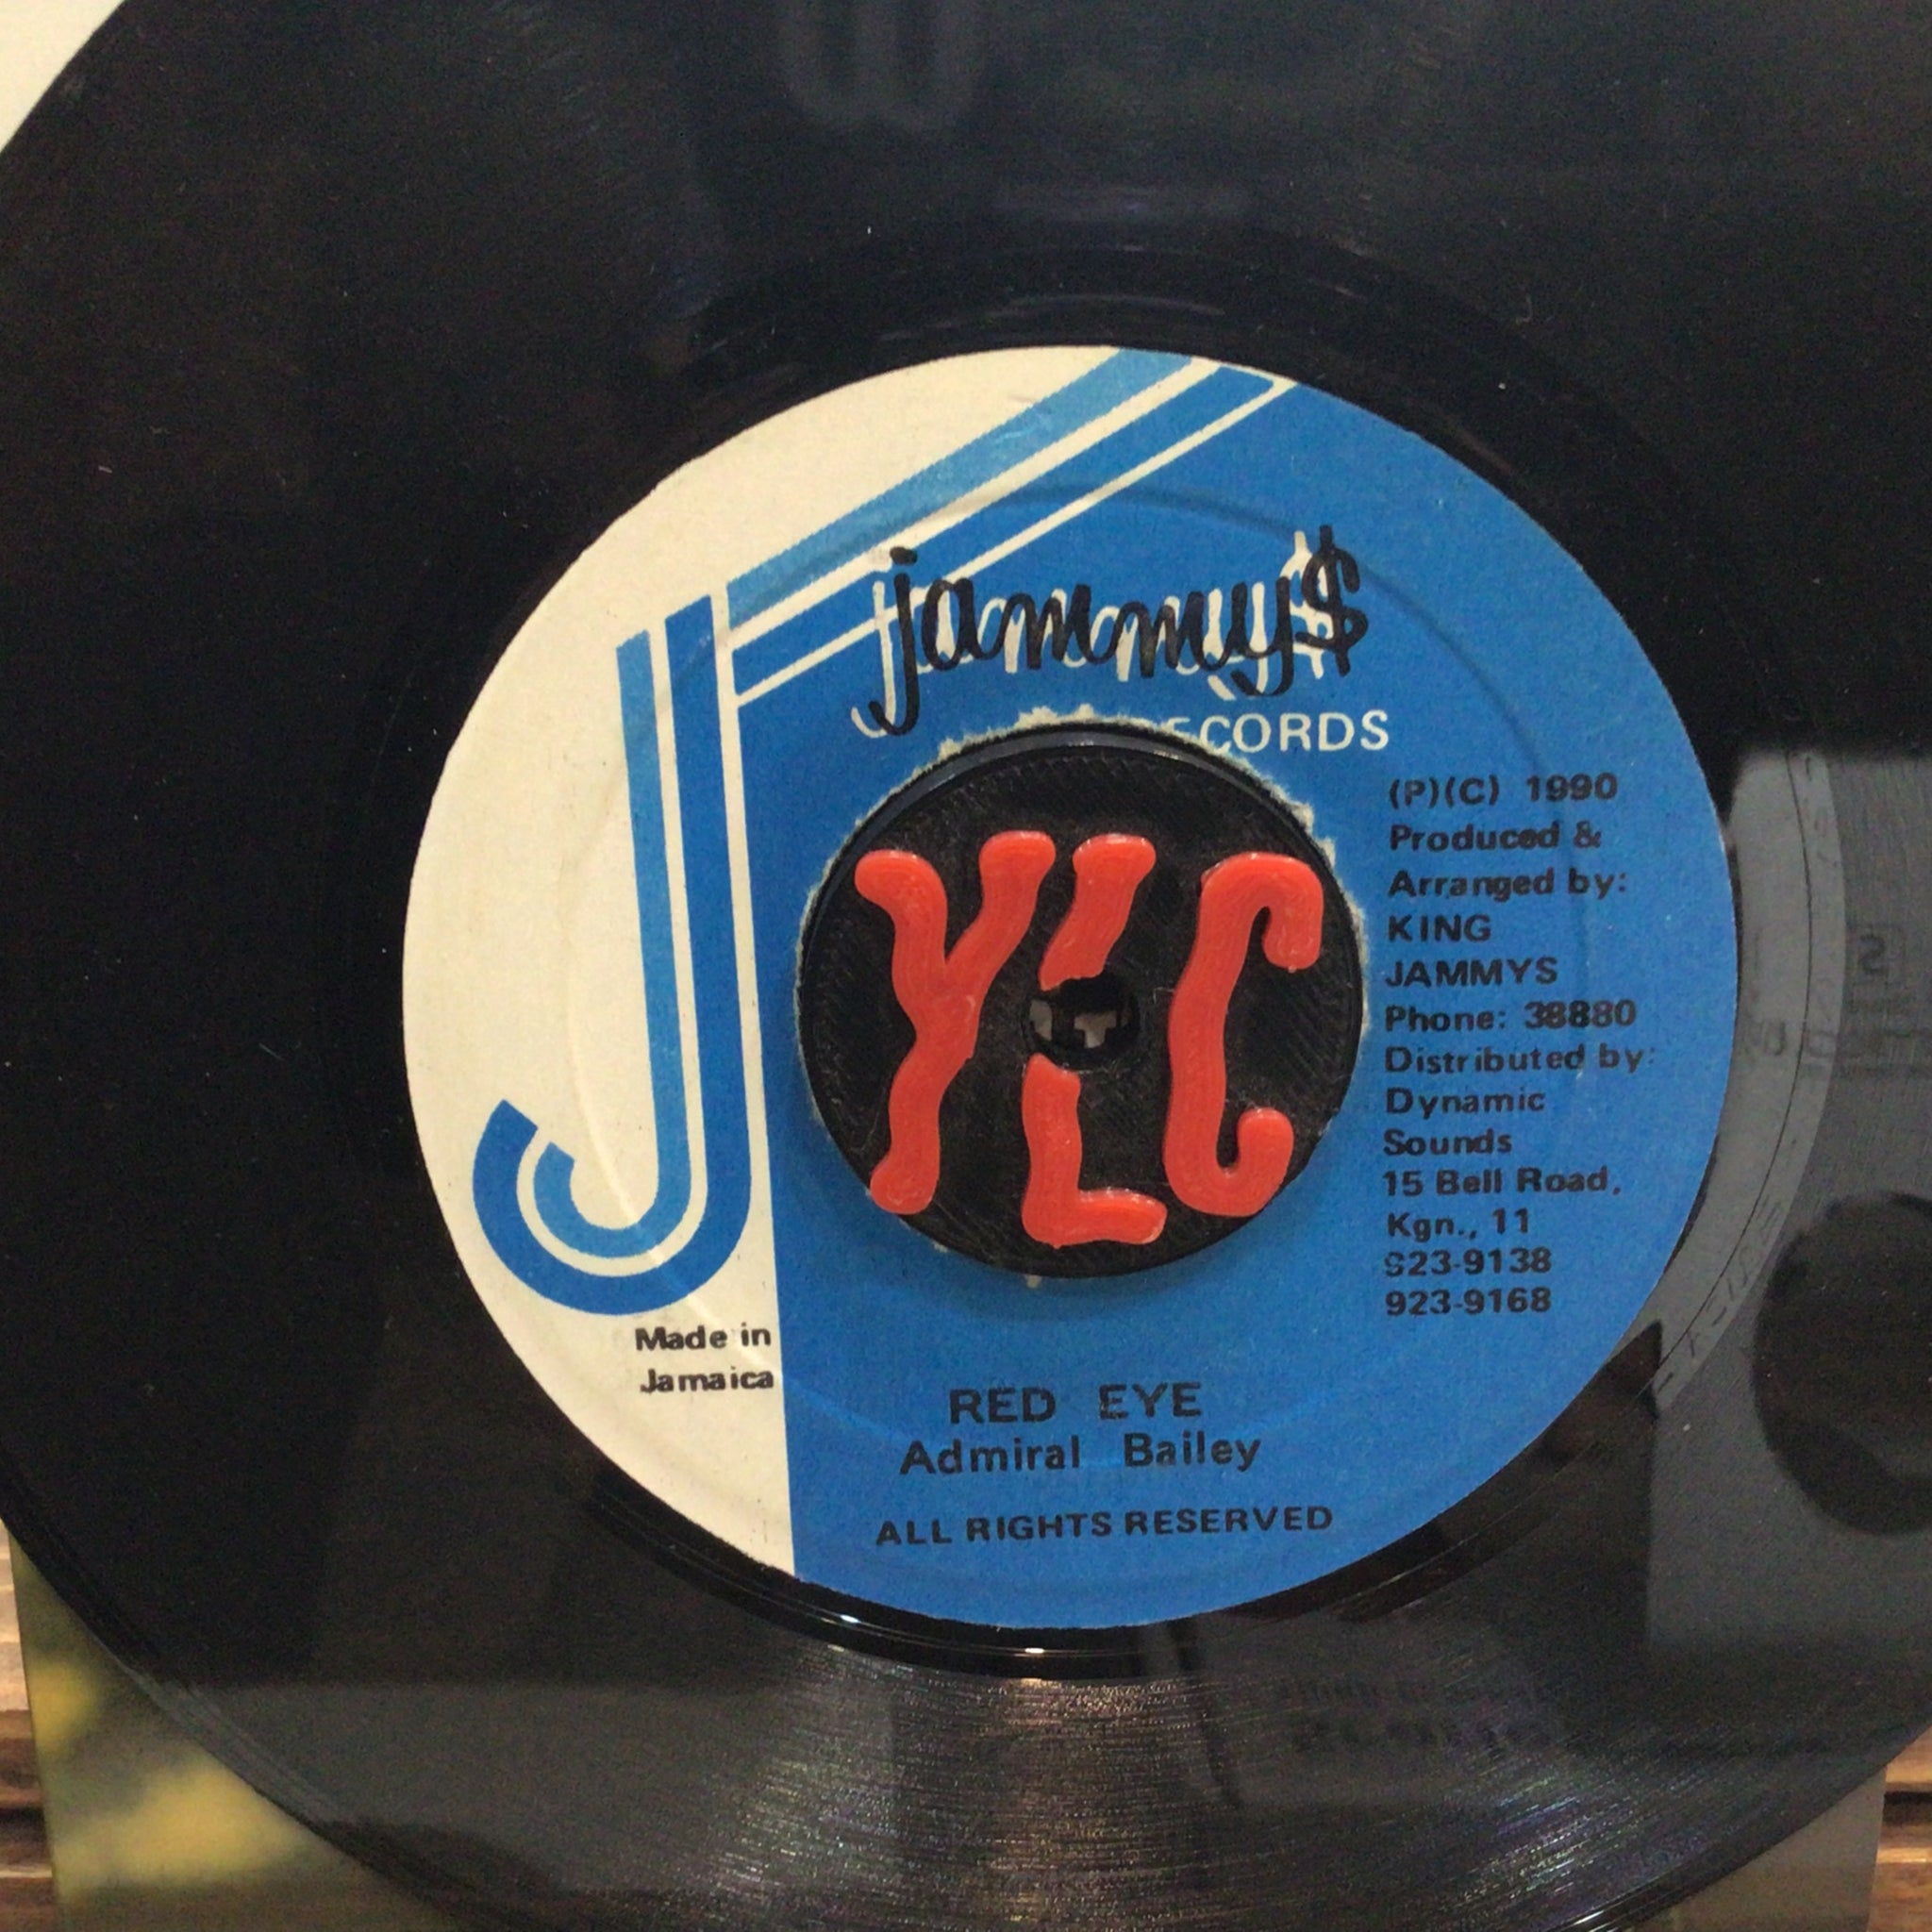 jammy$
RECORDS
(P)(C) 1990
Produced &
Arranged by:
KING
JAMMYS
Phone: 38880
Distributed by:
Dynamic
Sounds
15 Bell Road,
Kgn., 11
923-9138
923-9168
YLC
Made in
Jamaica
RED EYE
Admiral Bailey
ALL RIGHTS RESERVED